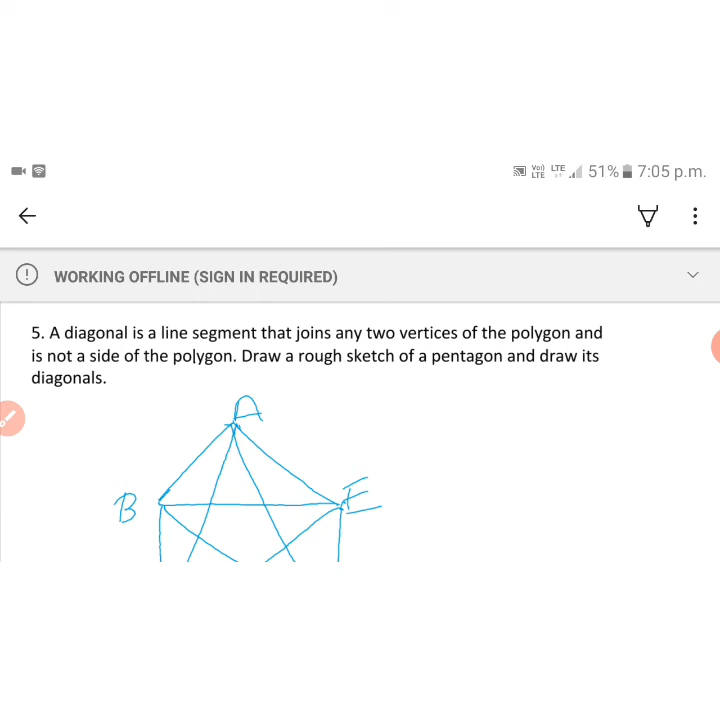 Vo) LTE LTE 51% 7:05 p.m.
WORKING OFFLINE (SIGN IN REQUIRED)
5. A diagonal is a line segment that joins any two vertices of the polygon and
is not a side of the polygon. Draw a rough sketch of a pentagon and draw its
diagonals.
A
B
E